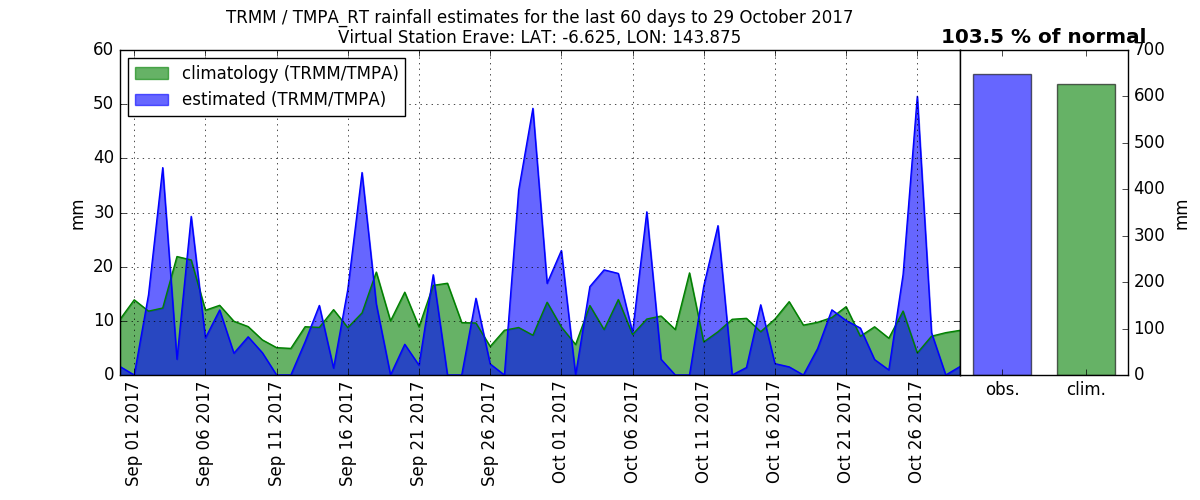 TRMM / TMPA_RT rainfall estimates for the last 60 days to 29 October 2017
Virtual Station Erave: LAT: -6.625, LON: 143.875
103.5 % of normal
climatology (TRMM/TMPA)
estimated (TRMM/TMPA)
60
50
40
30
20
10
0
mm
Sep 01 2017
Sep 06 2017
Sep 11 2017
Sep 16 2017
Sep 21 2017
Sep 26 2017
Oct 01 2017
Oct 06 2017
Oct 11 2017
Oct 16 2017
Oct 21 2017
Oct 26 2017
700
600
500
400
300
200
100
0
mm
obs.
clim.